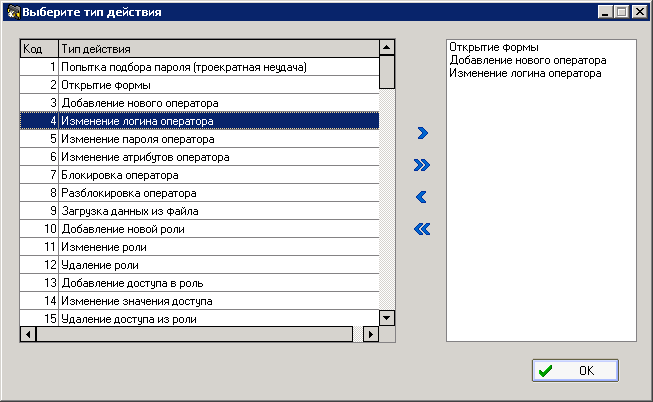 Выберите тип действия
Код Тип действия
1 Попытка подбора пароля (троекратная неудача)
2 Открытие формы
3 Добавление нового оператора
4 Изменение логина оператора
5 Изменение пароля оператора
6 Изменение атрибутов оператора
7 Блокировка оператора
8 Разблокировка оператора
9 Загрузка данных из файла
10 Добавление новой роли
11 Изменение роли
12 Удаление роли
13 Добавление доступа в роль
14 Изменение значения доступа
15 Удаление доступа из роли
Открытие формы
Добавление нового оператора
Изменение логина оператора
OK